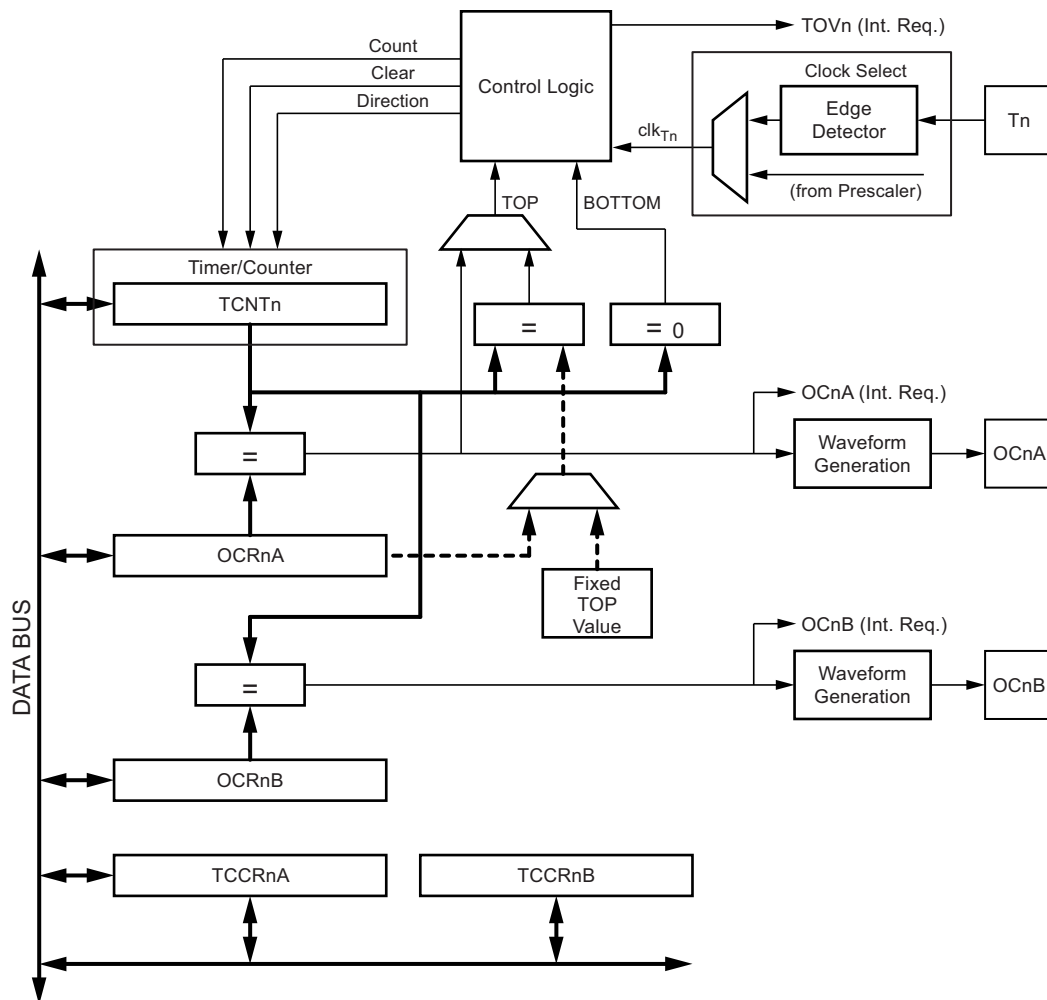 TOVn (Int. Req.)
Count
Clear
Direction
Control Logic
Clock Select
Edge
Detector
Tn
clkTn
(from Prescaler)
TOP
BOTTOM
Timer/Counter
TCNTn
=
= 0
OCnA (Int. Req.)
=
Waveform
Generation
OCnA
OCRnA
Fixed
TOP
Value
OCnB (Int. Req.)
=
Waveform
Generation
OCnB
DATA BUS
OCRnB
TCCRnA
TCCRnB